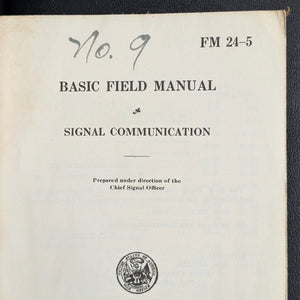 No. 9
FM 24-5
BASIC FIELD MANUAL
SIGNAL COMMUNICATION
Prepared under direction of the
Chief Signal Officer